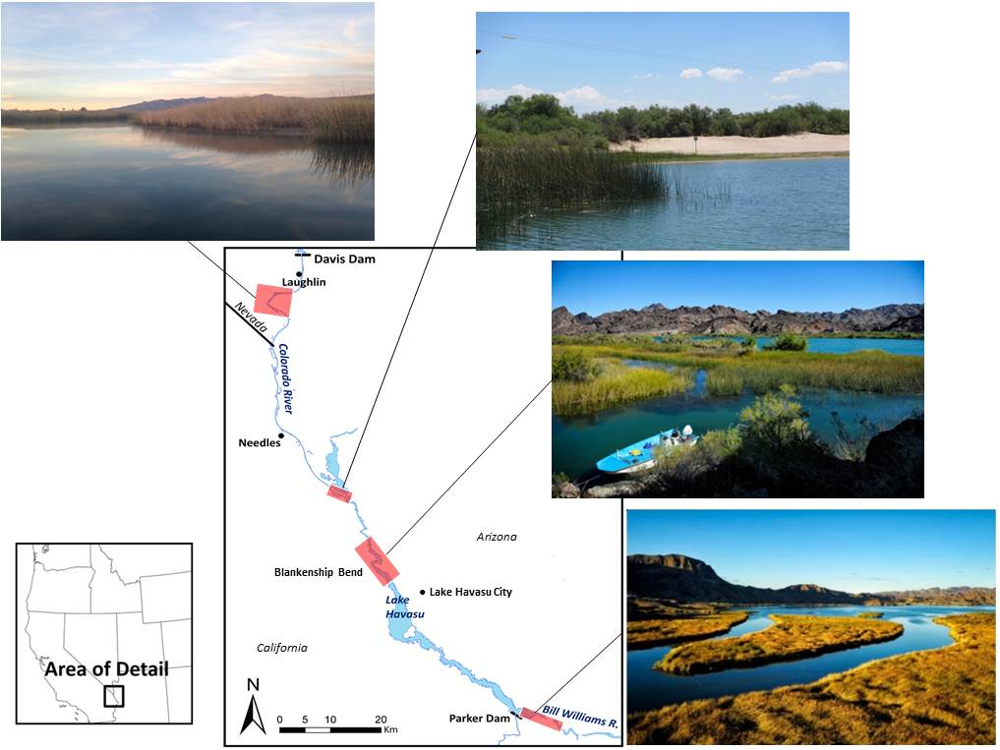 Davis Dam
Laughlin
Nevada
Colorado River
Needles
Arizona
Blankenship Bend
Lake Havasu City
Lake
Havasu
California
Area of Detail
N
Parker Dam
Bill Williams R.
0 5 10 20
Km